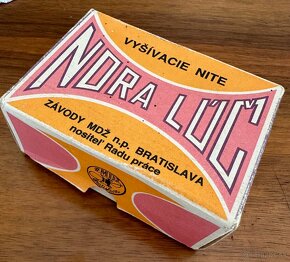 VYŠÍVACIE NITE
NORA LÚČ
ZÁVODY MDŽ n.p. BRATISLAVA
nositeľ Radu práce